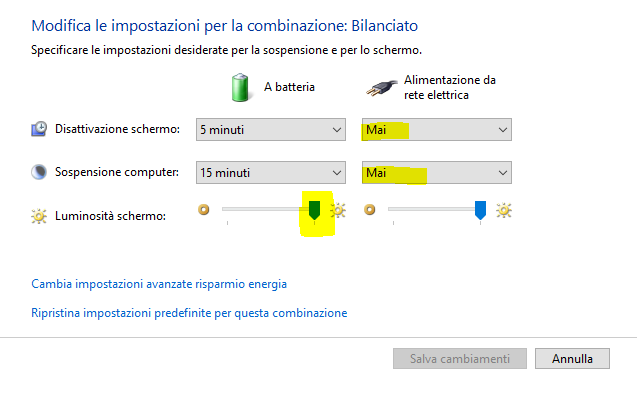 Modifica le impostazioni per la combinazione: Bilanciato
Specificare le impostazioni desiderate per la sospensione e per lo schermo.
A batteria
Alimentazione da
rete elettrica
Disattivazione schermo:
5 minuti
Mai
Sospensione computer:
15 minuti
Mai
Luminosità schermo:
Cambia impostazioni avanzate risparmio energia
Ripristina impostazioni predefinite per questa combinazione
Salva cambiamenti
Annulla